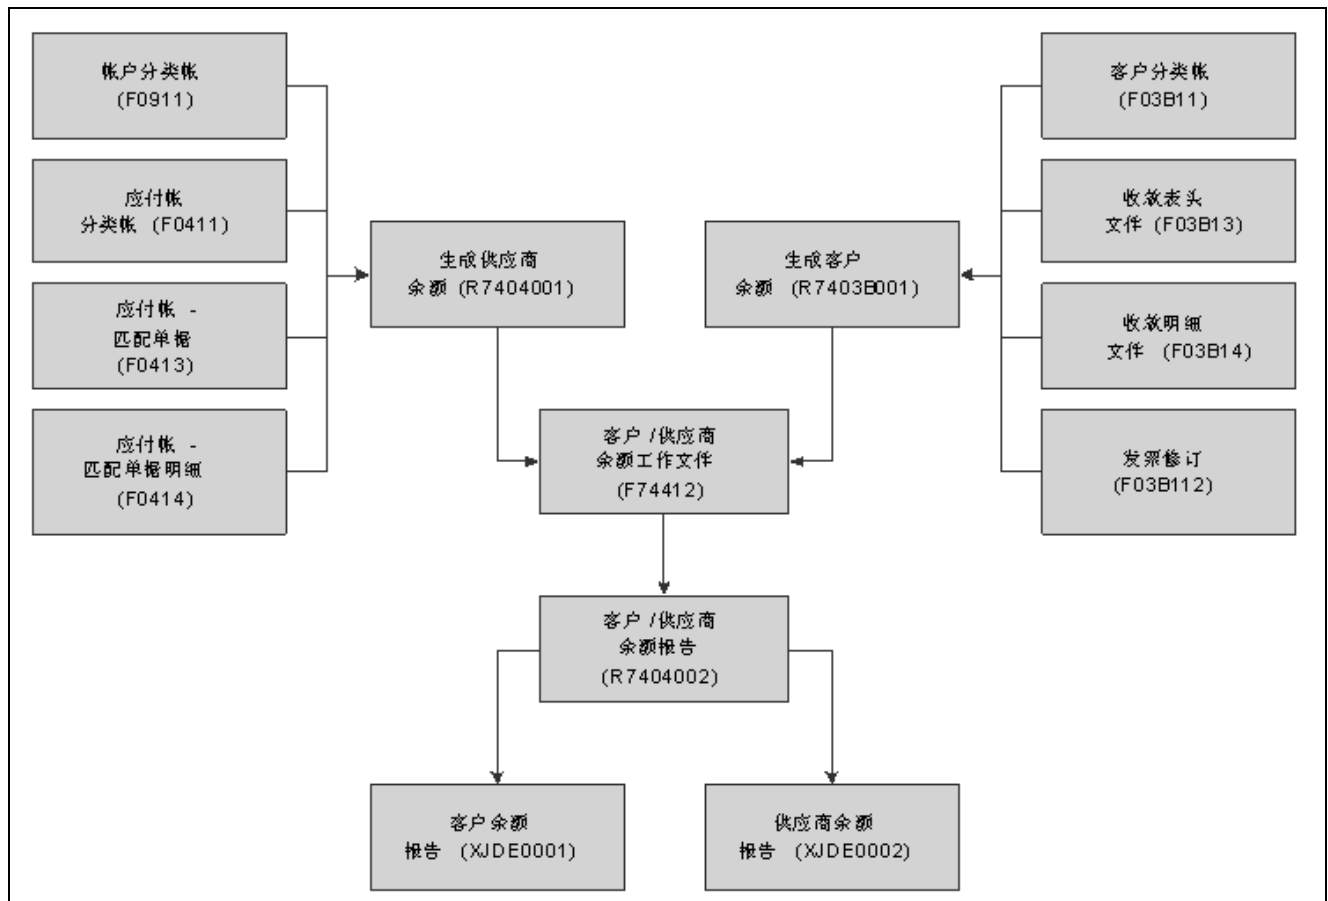 帐户分类帐
(F0911)
应付帐
分类帐 (F0411)
应付帐 -
匹配单据
(F0413)
应付帐 -
匹配单据明细
(F0414)
生成供应商
余额 (R7404001)
生成客户
余额 (R7403B001)
客户分类帐
(F03B11)
收款表头
文件 (F03B13)
收款明细
文件 (F03B14)
发票修订
(F03B112)
客户 /供应商
余额工作文件
(F74412)
客户 /供应商
余额报告
(R7404002)
客户余额
报告 (XJDE0001)
供应商余额
报告 (XJDE0002)